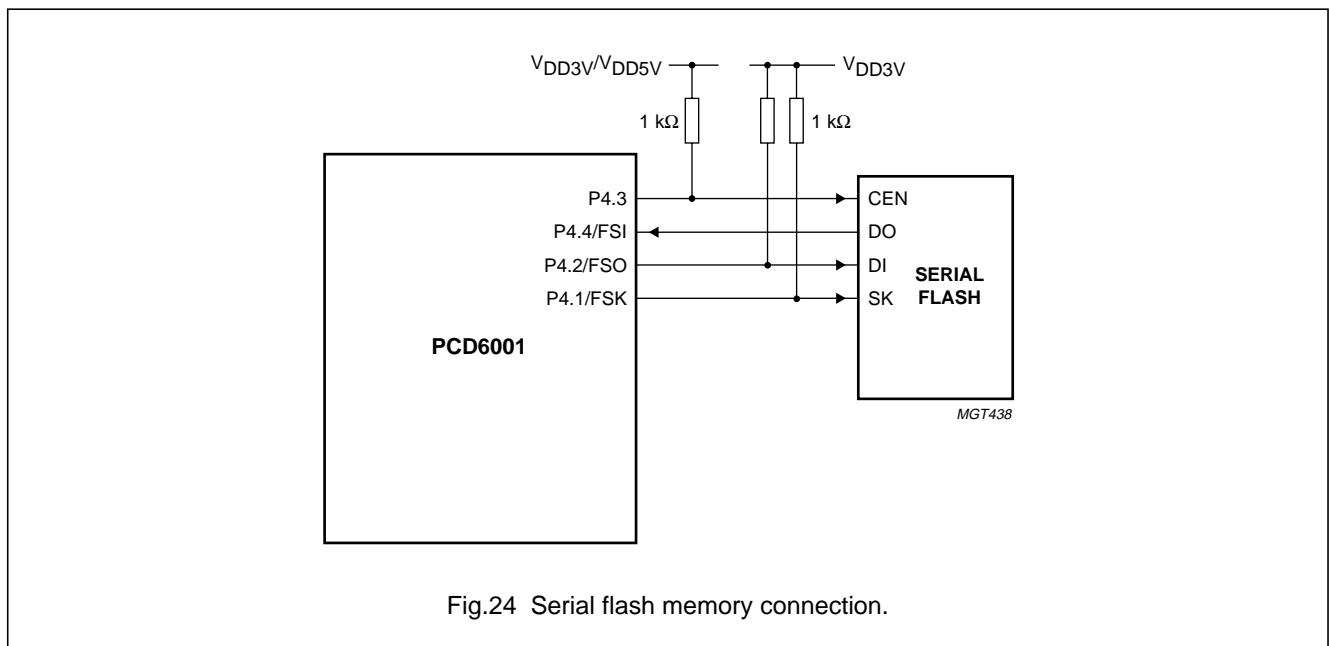 VDD3V/VDD5V
VDD3V
1 kΩ
1 kΩ
P4.3
P4.4/FSI
P4.2/FSO
P4.1/FSK
PCD6001
CEN
DO
DI
SK
SERIAL
FLASH
MGT438
Fig.24 Serial flash memory connection.